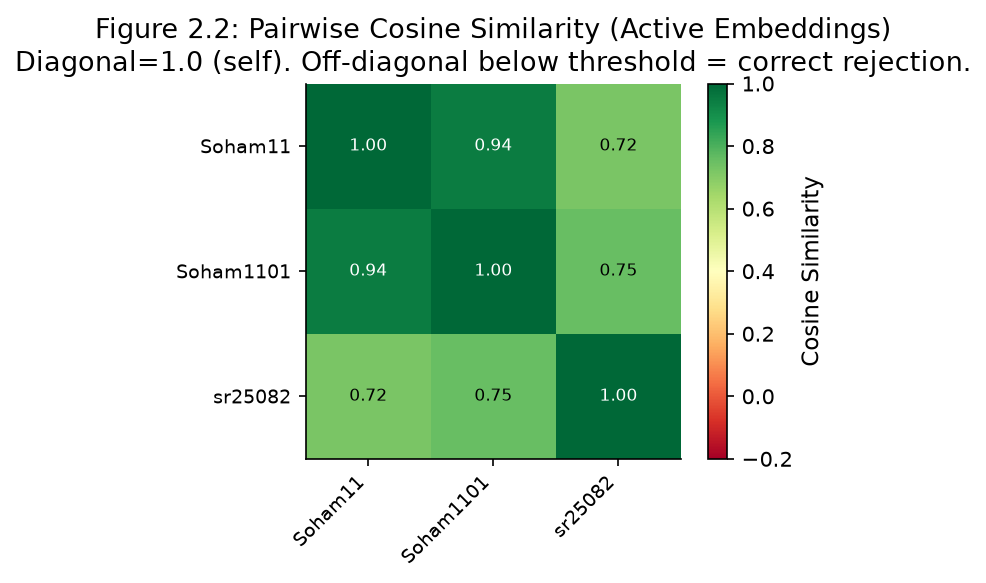 Figure 2.2: Pairwise Cosine Similarity (Active Embeddings)
Diagonal=1.0 (self). Off-diagonal below threshold = correct rejection.
Soham11
1.00
0.94
0.72
Soham1101
0.94
1.00
0.75
sr25082
0.72
0.75
1.00
Soham11
Soham1101
sr25082
1.0
0.8
0.6
0.4
0.2
0.0
−0.2
Cosine Similarity